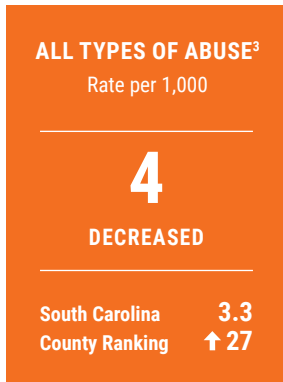 ALL TYPES OF ABUSE³
Rate per 1,000
4
DECREASED
South Carolina 3.3
County Ranking ↑ 27